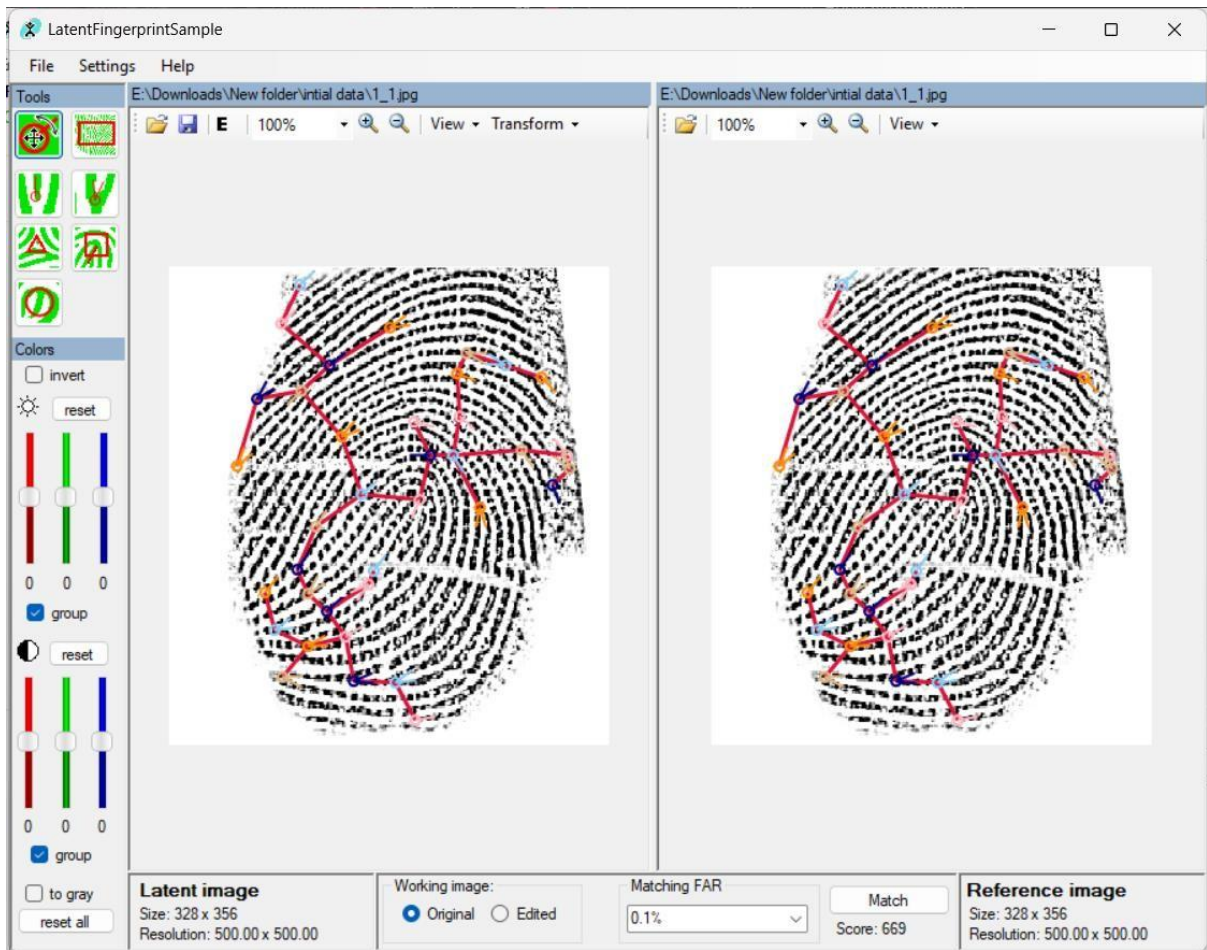 LatentFingerprintSample
File Settings Help
Tools
E:\Downloads\New folder\intial data\1_1.jpg
E:\Downloads\New folder\intial data\1_1.jpg
E 100% View Transform
100% View
Colors
invert
reset
0 0 0
group
reset
0 0 0
group
to gray
reset all
Latent image
Size: 328 x 356
Resolution: 500.00 x 500.00
Working image:
Original Edited
Matching FAR
0.1%
Match
Score: 669
Reference image
Size: 328 x 356
Resolution: 500.00 x 500.00